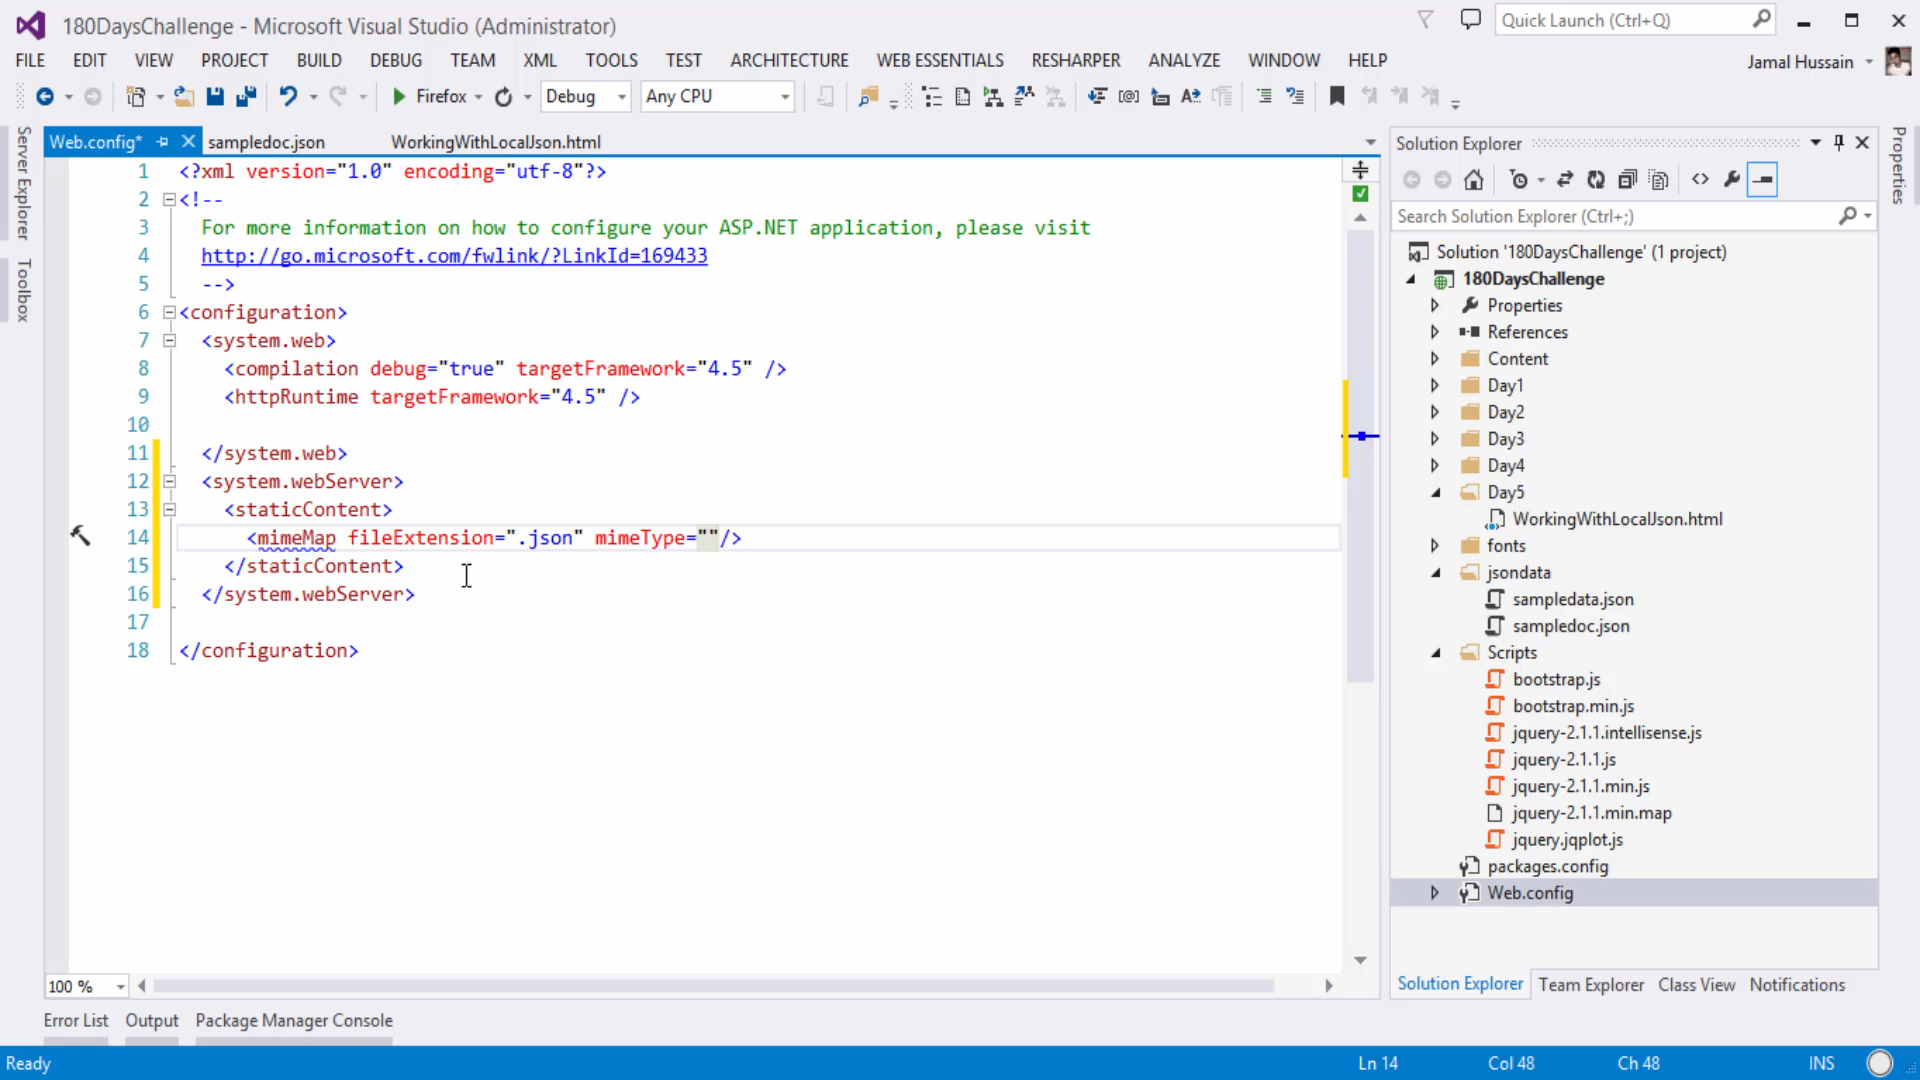 180DaysChallenge - Microsoft Visual Studio (Administrator)
Quick Launch (Ctrl+Q)
FILE EDIT VIEW PROJECT BUILD DEBUG TEAM XML TOOLS TEST ARCHITECTURE WEB ESSENTIALS RESHARPER ANALYZE WINDOW HELP
Jamal Hussain
Firefox Debug Any CPU
Server Explorer
Toolbox
Web.config* sampledoc.json WorkingWithLocalJson.html
1 <?xml version="1.0" encoding="utf-8"?>
2 <!--
3 For more information on how to configure your ASP.NET application, please visit
4 http://go.microsoft.com/fwlink/?LinkId=169433
5 -->
6 <configuration>
7 <system.web>
8 <compilation debug="true" targetFramework="4.5" />
9 <httpRuntime targetFramework="4.5" />
10
11 </system.web>
12 <system.webServer>
13 <staticContent>
14 <mimeMap fileExtension=".json" mimeType=""/>
15 </staticContent>
16 </system.webServer>
17
18 </configuration>
100 %
Solution Explorer
Search Solution Explorer (Ctrl+;)
Solution '180DaysChallenge' (1 project)
180DaysChallenge
Properties
References
Content
Day1
Day2
Day3
Day4
Day5
WorkingWithLocalJson.html
fonts
jsondata
sampledata.json
sampledoc.json
Scripts
bootstrap.js
bootstrap.min.js
jquery-2.1.1.intellisense.js
jquery-2.1.1.js
jquery-2.1.1.min.js
jquery-2.1.1.min.map
jquery.jqplot.js
packages.config
Web.config
Solution Explorer Team Explorer Class View Notifications
Properties
Error List Output Package Manager Console
Ready Ln 14 Col 48 Ch 48 INS